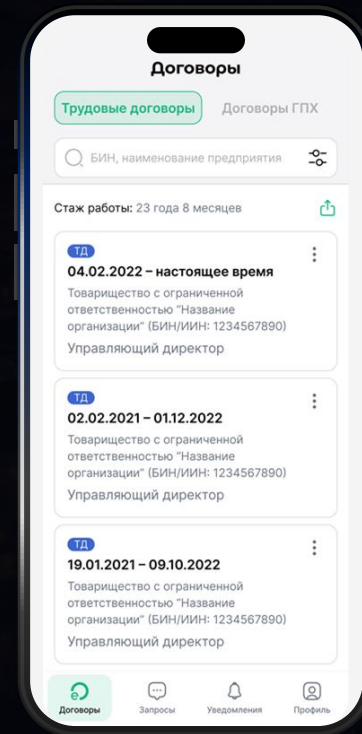 Договоры
Трудовые договоры
Договоры ГПХ
БИН, наименование предприятия
Стаж работы: 23 года 8 месяцев
ТД
04.02.2022 – настоящее время
Товарищество с ограниченной
ответственностью "Название
организации" (БИН/ИИН: 1234567890)
Управляющий директор
ТД
02.02.2021 – 01.12.2022
Товарищество с ограниченной
ответственностью "Название
организации" (БИН/ИИН: 1234567890)
Управляющий директор
ТД
19.01.2021 – 09.10.2022
Товарищество с ограниченной
ответственностью "Название
организации" (БИН/ИИН: 1234567890)
Управляющий директор
Договоры
Запросы
Уведомления
Профиль